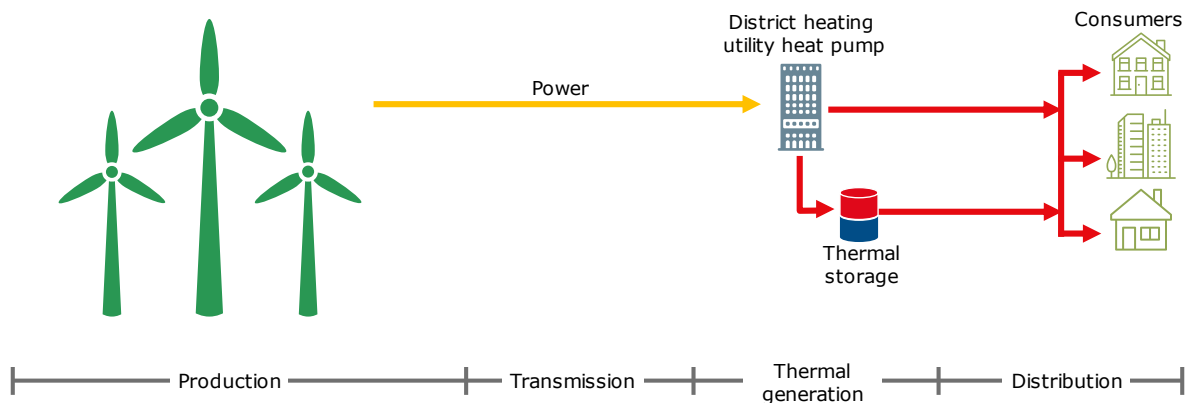 Consumers
District heating
utility heat pump
Power
Thermal
storage
Production
Transmission
Thermal
generation
Distribution